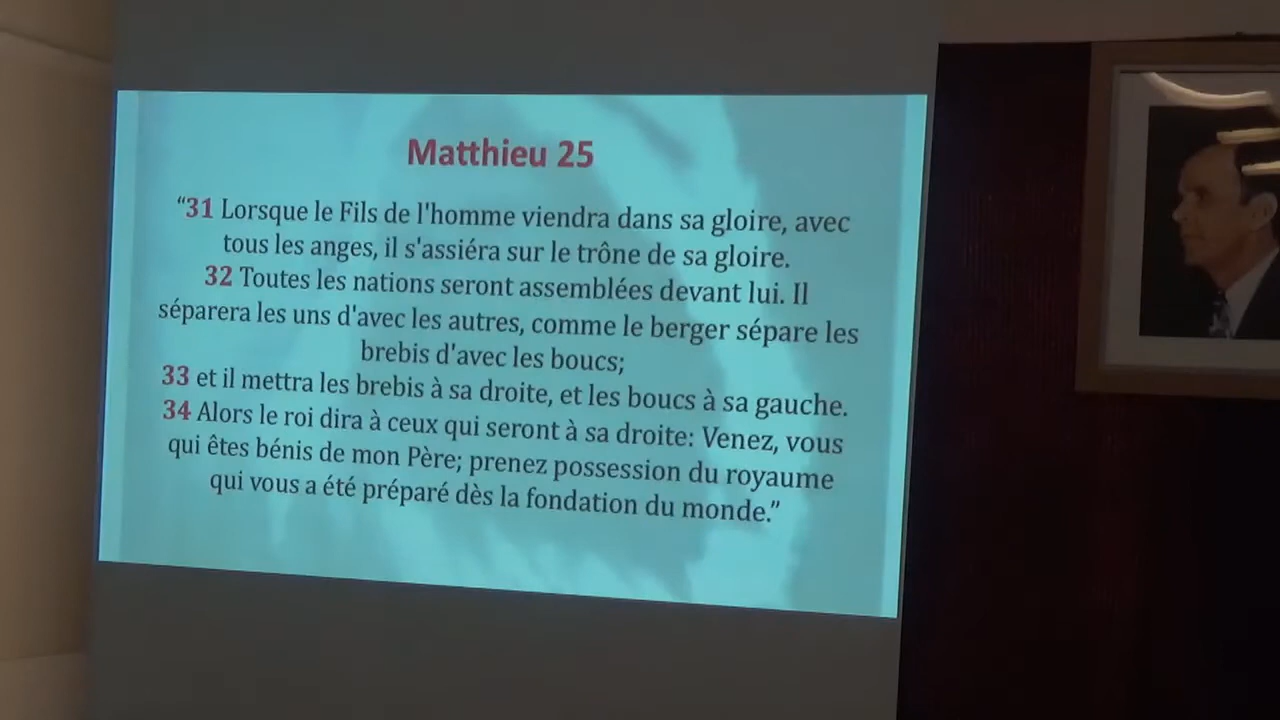 Matthieu 25
“31 Lorsque le Fils de l'homme viendra dans sa gloire, avec
tous les anges, il s'assiéra sur le trône de sa gloire.
32 Toutes les nations seront assemblées devant lui. Il
séparera les uns d'avec les autres, comme le berger sépare les
brebis d'avec les boucs;
33 et il mettra les brebis à sa droite, et les boucs à sa gauche.
34 Alors le roi dira à ceux qui seront à sa droite: Venez, vous
qui êtes bénis de mon Père; prenez possession du royaume
qui vous a été préparé dès la fondation du monde.”